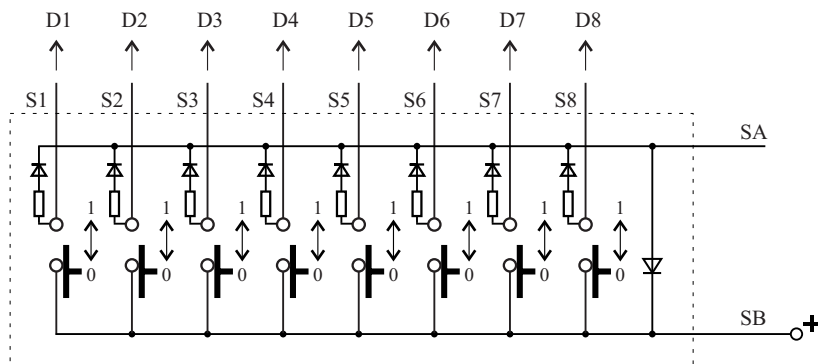 D1 D2 D3 D4 D5 D6 D7 D8
S1 S2 S3 S4 S5 S6 S7 S8
SA
1 1 1 1 1 1 1 1
0 0 0 0 0 0 0 0
SB +